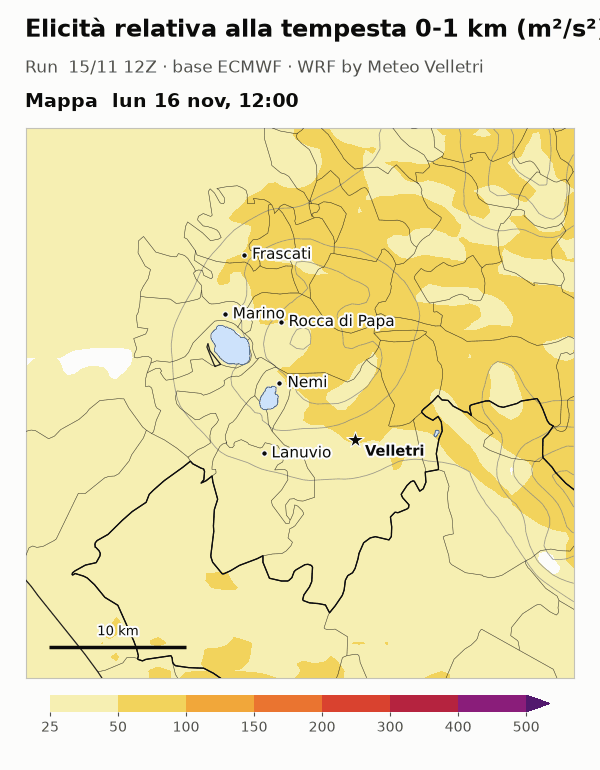 Elicità relativa alla tempesta 0-1 km (m²/s²)
Run 15/11 12Z · base ECMWF · WRF by Meteo Velletri
Mappa lun 16 nov, 12:00
Frascati
Marino
Rocca di Papa
Nemi
Velletri
Lanuvio
10 km
25 50 100 150 200 300 400 500